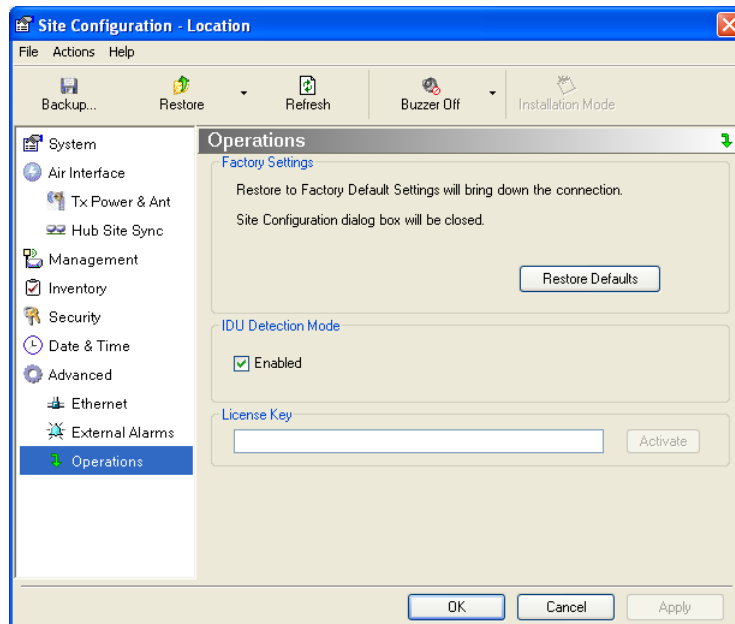 Site Configuration - Location
File Actions Help
Backup... Restore Refresh Buzzer Off Installation Mode
System
Air Interface
Tx Power & Ant
Hub Site Sync
Management
Inventory
Security
Date & Time
Advanced
Ethernet
External Alarms
Operations
Operations
Factory Settings
Restore to Factory Default Settings will bring down the connection.
Site Configuration dialog box will be closed.
Restore Defaults
IDU Detection Mode
Enabled
License Key
Activate
OK Cancel Apply